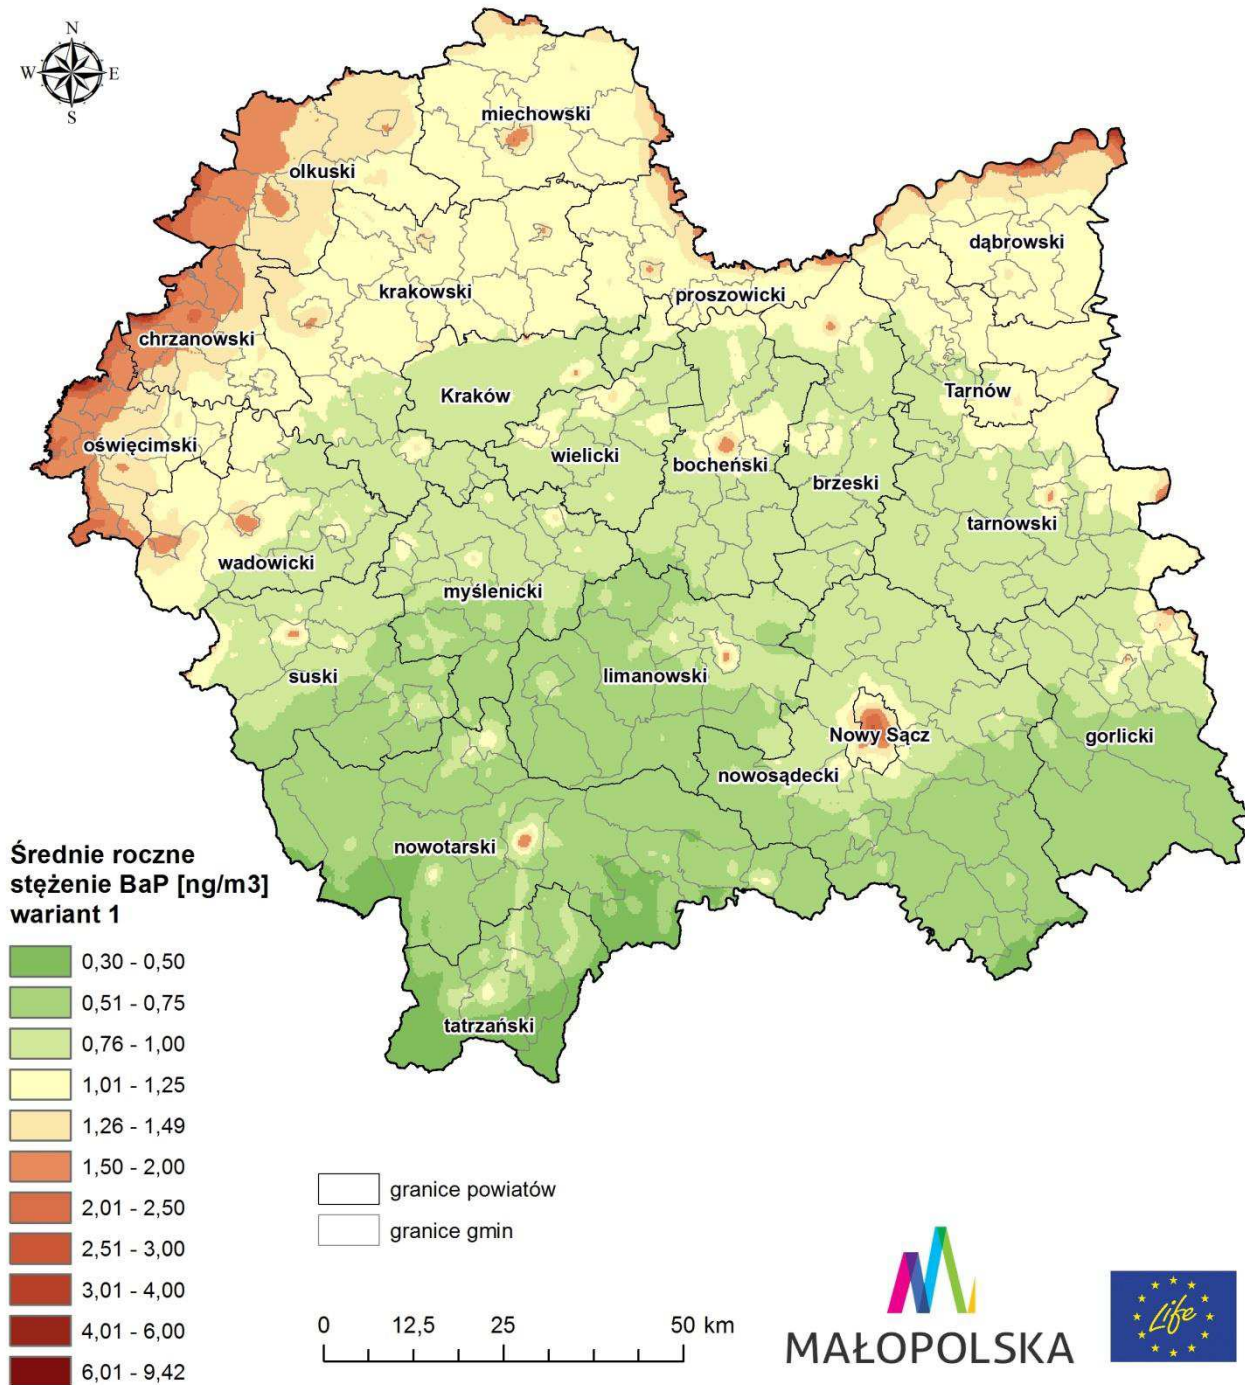 N
W E
S
miechowski
olkuski
dąbrowski
krakowski
proszowicki
chrzanowski
Kraków
Tarnów
oświęcimski
wielicki
bocheński
brzeski
tarnowski
wadowicki
myślenicki
suski
limanowski
Nowy Sącz
gorlicki
nowosądecki
nowotarski
tatrzański
Średnie roczne
stężenie BaP [ng/m3]
wariant 1
0,30 - 0,50
0,51 - 0,75
0,76 - 1,00
1,01 - 1,25
1,26 - 1,49
1,50 - 2,00
2,01 - 2,50
2,51 - 3,00
3,01 - 4,00
4,01 - 6,00
6,01 - 9,42
granice powiatów
granice gmin
0 12,5 25 50 km
MAŁOPOLSKA
Life